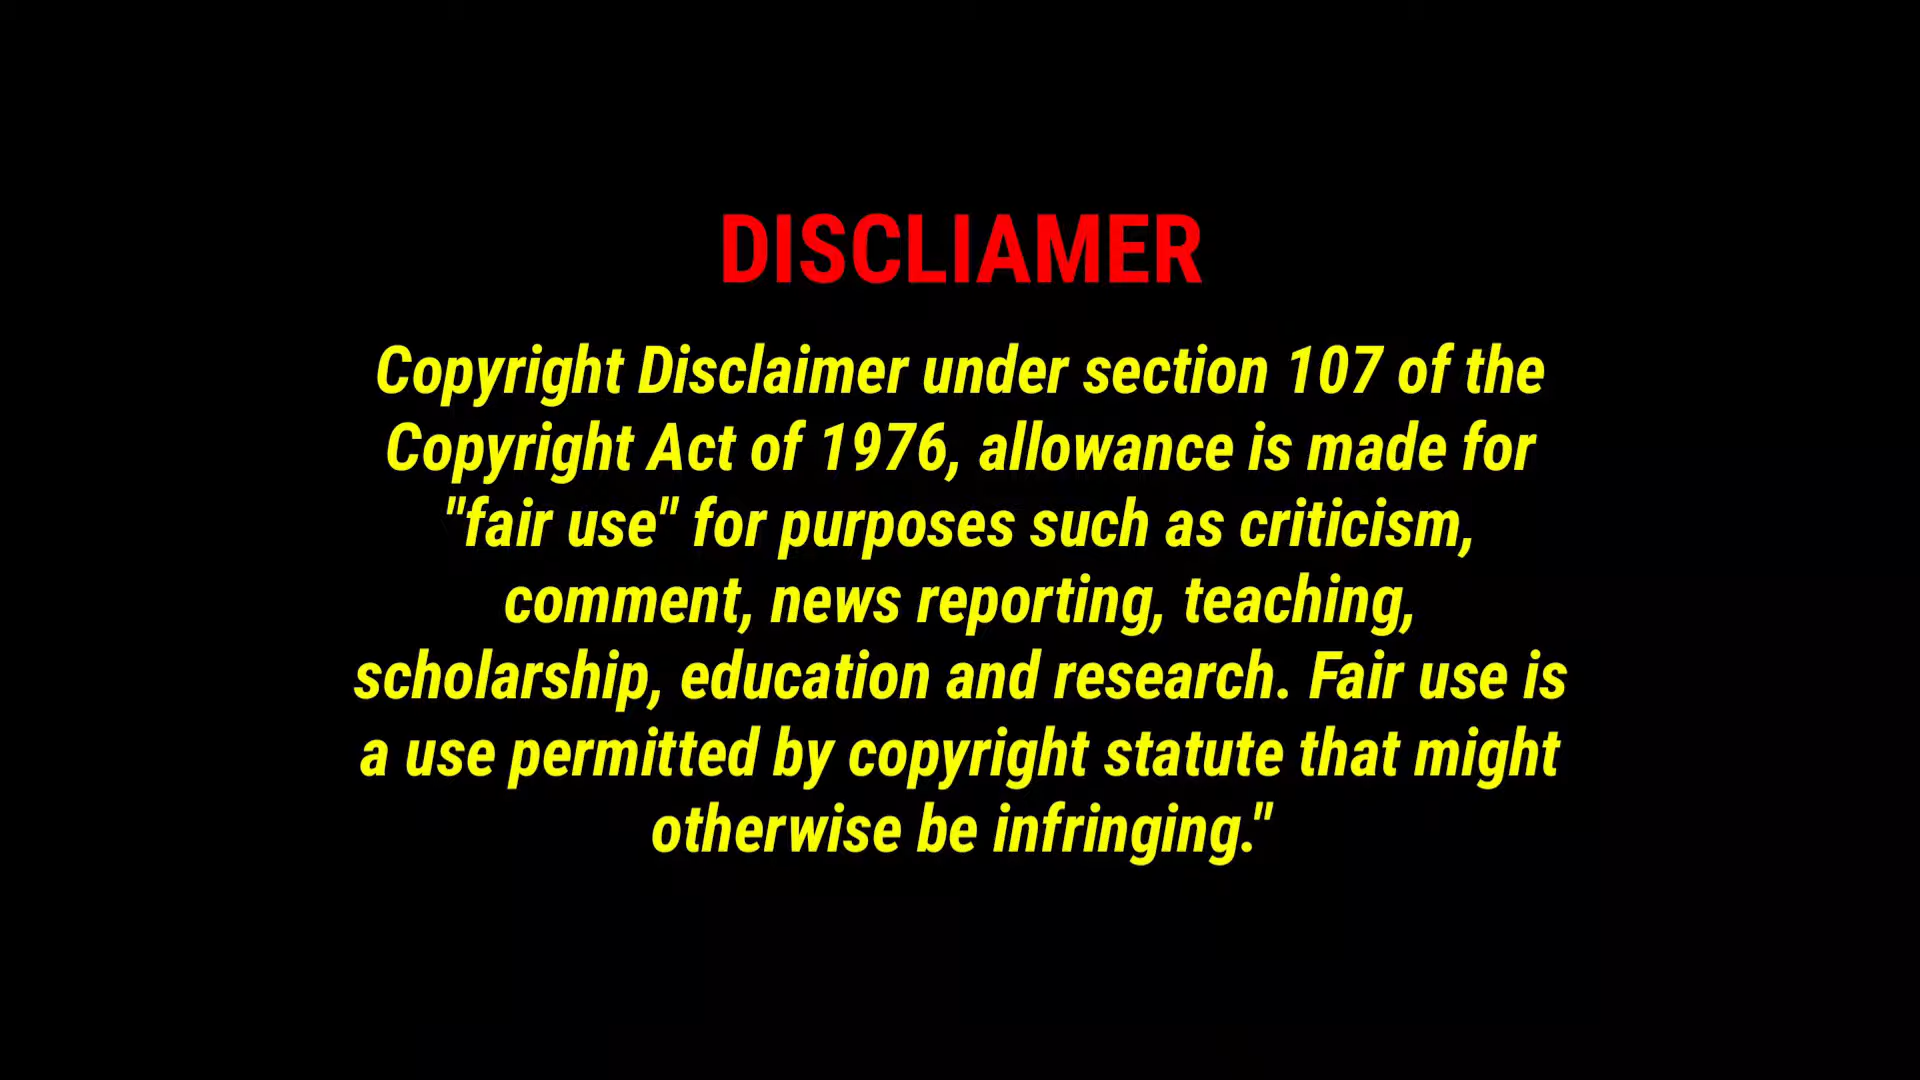 DISCLIAMER
Copyright Disclaimer under section 107 of the
Copyright Act of 1976, allowance is made for
"fair use" for purposes such as criticism,
comment, news reporting, teaching,
scholarship, education and research. Fair use is
a use permitted by copyright statute that might
otherwise be infringing."